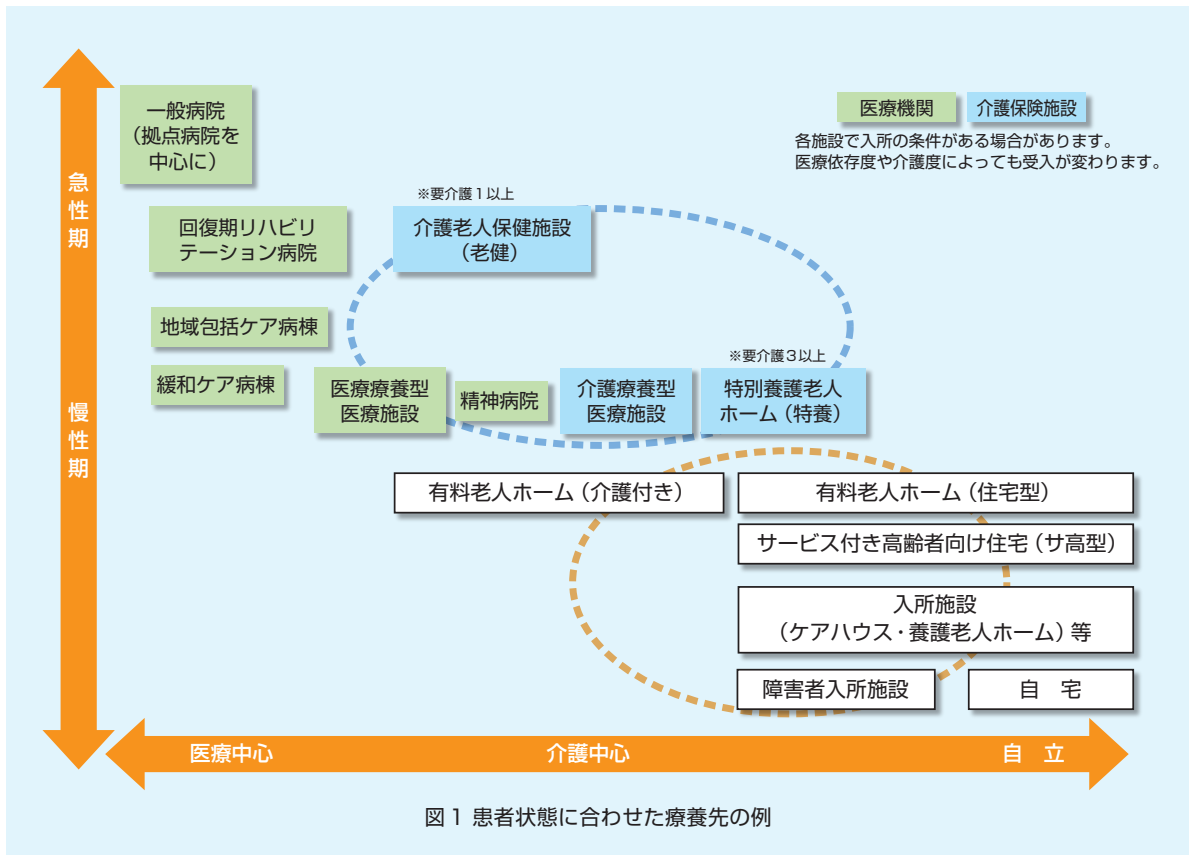 一般病院
（拠点病院を
中心に）
医療機関
介護保険施設
各施設で入所の条件がある場合があります。
医療依存度や介護度によっても受入が変わります。
急性期
※要介護1以上
回復期リハビリ
テーション病院
介護老人保健施設
（老健）
地域包括ケア病棟
※要介護3以上
緩和ケア病棟
医療療養型
医療施設
精神病院
介護療養型
医療施設
特別養護老人
ホーム（特養）
慢性期
有料老人ホーム（介護付き）
有料老人ホーム（住宅型）
サービス付き高齢者向け住宅（サ高型）
入所施設
（ケアハウス・養護老人ホーム）等
障害者入所施設
自　宅
医療中心
介護中心
自　立
図1 患者状態に合わせた療養先の例